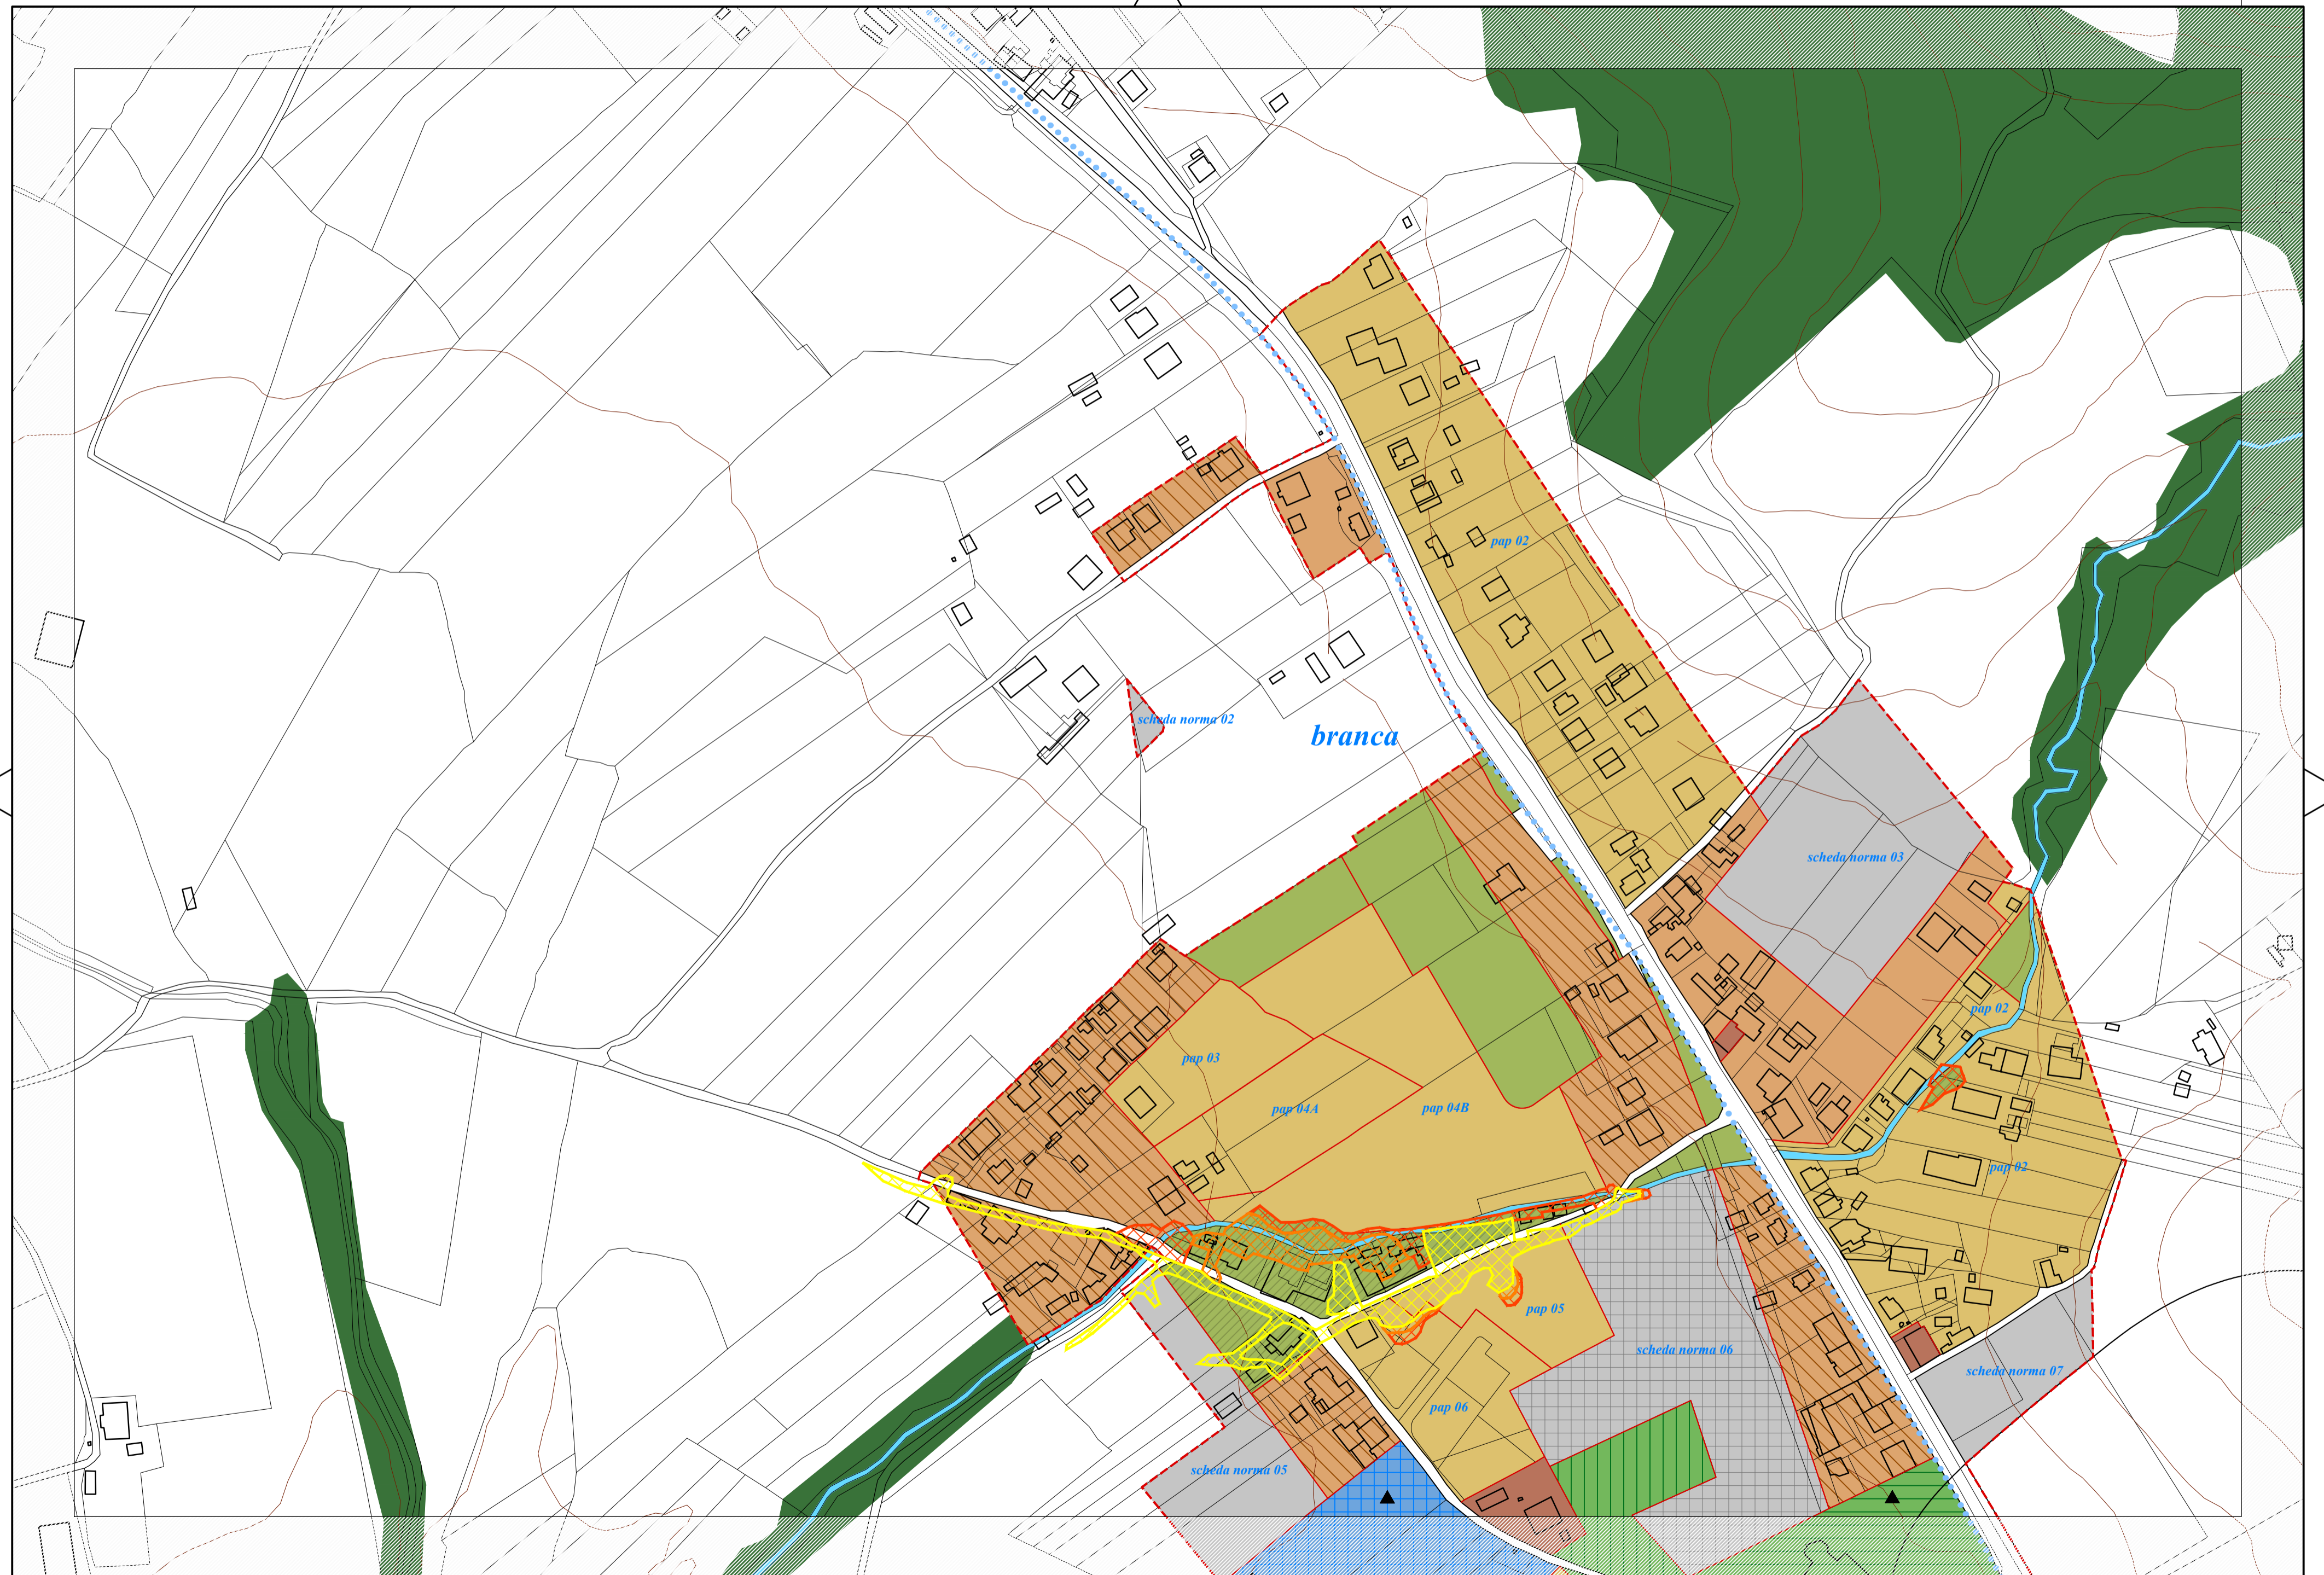 pap 02
scheda norma 02
branca
scheda norma 03
pap 02
pap 03
pap 04A
pap 04B
pap 02
pap 05
scheda norma 06
scheda norma 07
pap 06
scheda norma 05